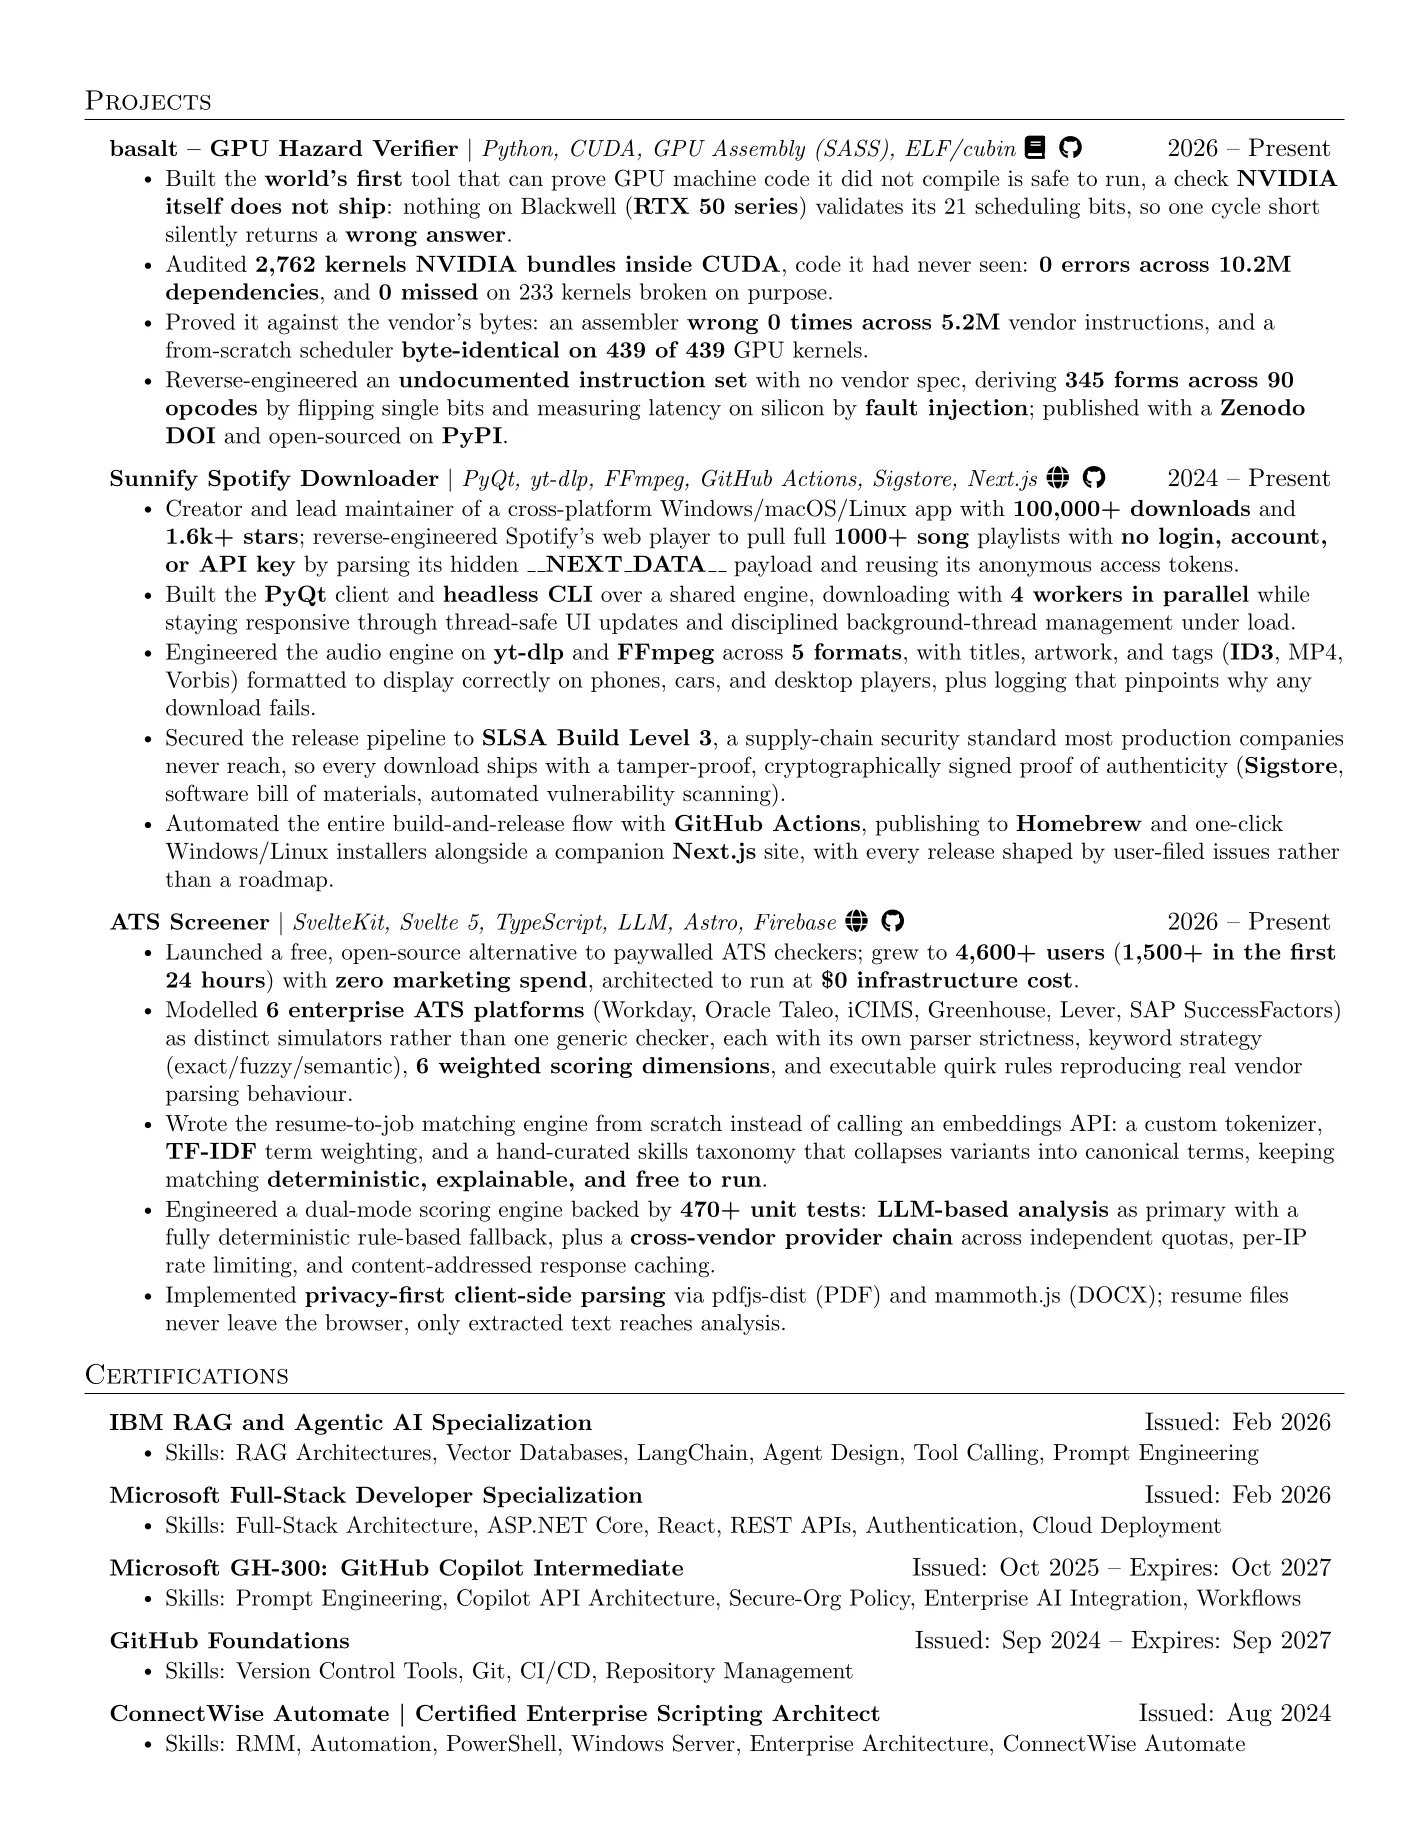 Projects
basalt – GPU Hazard Verifier | Python, CUDA, GPU Assembly (SASS), ELF/cubin 2026 – Present
• Built the world's first tool that can prove GPU machine code it did not compile is safe to run, a check NVIDIA
itself does not ship: nothing on Blackwell (RTX 50 series) validates its 21 scheduling bits, so one cycle short
silently returns a wrong answer.
• Audited 2,762 kernels NVIDIA bundles inside CUDA, code it had never seen: 0 errors across 10.2M
dependencies, and 0 missed on 233 kernels broken on purpose.
• Proved it against the vendor's bytes: an assembler wrong 0 times across 5.2M vendor instructions, and a
from-scratch scheduler byte-identical on 439 of 439 GPU kernels.
• Reverse-engineered an undocumented instruction set with no vendor spec, deriving 345 forms across 90
opcodes by flipping single bits and measuring latency on silicon by fault injection; published with a Zenodo
DOI and open-sourced on PyPI.
Sunnify Spotify Downloader | PyQt, yt-dlp, FFmpeg, GitHub Actions, Sigstore, Next.js 2024 – Present
• Creator and lead maintainer of a cross-platform Windows/macOS/Linux app with 100,000+ downloads and
1.6k+ stars; reverse-engineered Spotify's web player to pull full 1000+ song playlists with no login, account,
or API key by parsing its hidden __NEXT_DATA__ payload and reusing its anonymous access tokens.
• Built the PyQt client and headless CLI over a shared engine, downloading with 4 workers in parallel while
staying responsive through thread-safe UI updates and disciplined background-thread management under load.
• Engineered the audio engine on yt-dlp and FFmpeg across 5 formats, with titles, artwork, and tags (ID3, MP4,
Vorbis) formatted to display correctly on phones, cars, and desktop players, plus logging that pinpoints why any
download fails.
• Secured the release pipeline to SLSA Build Level 3, a supply-chain security standard most production companies
never reach, so every download ships with a tamper-proof, cryptographically signed proof of authenticity (Sigstore,
software bill of materials, automated vulnerability scanning).
• Automated the entire build-and-release flow with GitHub Actions, publishing to Homebrew and one-click
Windows/Linux installers alongside a companion Next.js site, with every release shaped by user-filed issues rather
than a roadmap.
ATS Screener | SvelteKit, Svelte 5, TypeScript, LLM, Astro, Firebase 2026 – Present
• Launched a free, open-source alternative to paywalled ATS checkers; grew to 4,600+ users (1,500+ in the first
24 hours) with zero marketing spend, architected to run at $0 infrastructure cost.
• Modelled 6 enterprise ATS platforms (Workday, Oracle Taleo, iCIMS, Greenhouse, Lever, SAP SuccessFactors)
as distinct simulators rather than one generic checker, each with its own parser strictness, keyword strategy
(exact/fuzzy/semantic), 6 weighted scoring dimensions, and executable quirk rules reproducing real vendor
parsing behaviour.
• Wrote the resume-to-job matching engine from scratch instead of calling an embeddings API: a custom tokenizer,
TF-IDF term weighting, and a hand-curated skills taxonomy that collapses variants into canonical terms, keeping
matching deterministic, explainable, and free to run.
• Engineered a dual-mode scoring engine backed by 470+ unit tests: LLM-based analysis as primary with a
fully deterministic rule-based fallback, plus a cross-vendor provider chain across independent quotas, per-IP
rate limiting, and content-addressed response caching.
• Implemented privacy-first client-side parsing via pdfjs-dist (PDF) and mammoth.js (DOCX); resume files
never leave the browser, only extracted text reaches analysis.
Certifications
IBM RAG and Agentic AI Specialization Issued: Feb 2026
• Skills: RAG Architectures, Vector Databases, LangChain, Agent Design, Tool Calling, Prompt Engineering
Microsoft Full-Stack Developer Specialization Issued: Feb 2026
• Skills: Full-Stack Architecture, ASP.NET Core, React, REST APIs, Authentication, Cloud Deployment
Microsoft GH-300: GitHub Copilot Intermediate Issued: Oct 2025 – Expires: Oct 2027
• Skills: Prompt Engineering, Copilot API Architecture, Secure-Org Policy, Enterprise AI Integration, Workflows
GitHub Foundations Issued: Sep 2024 – Expires: Sep 2027
• Skills: Version Control Tools, Git, CI/CD, Repository Management
ConnectWise Automate | Certified Enterprise Scripting Architect Issued: Aug 2024
• Skills: RMM, Automation, PowerShell, Windows Server, Enterprise Architecture, ConnectWise Automate